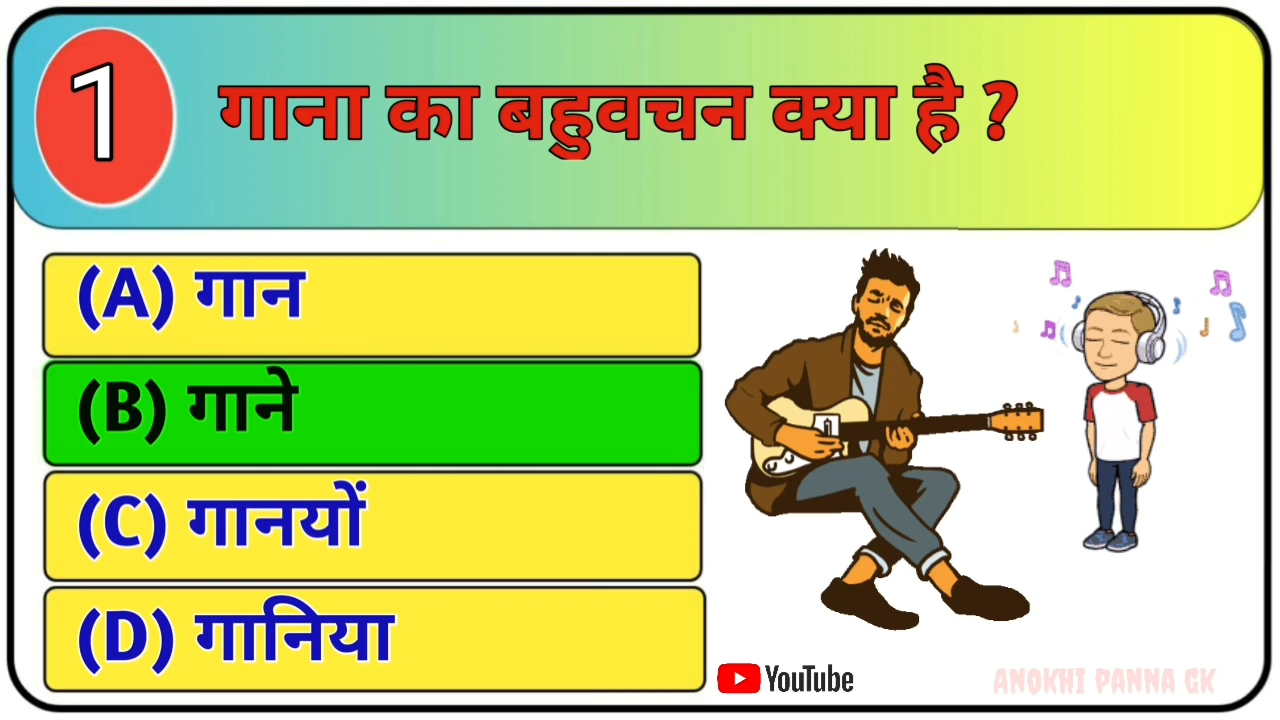 1
गाना का बहुवचन क्या है ?
(A) गान
(B) गाने
(C) गानयों
(D) गानिया
YouTube
ANOKHI PANNA GK